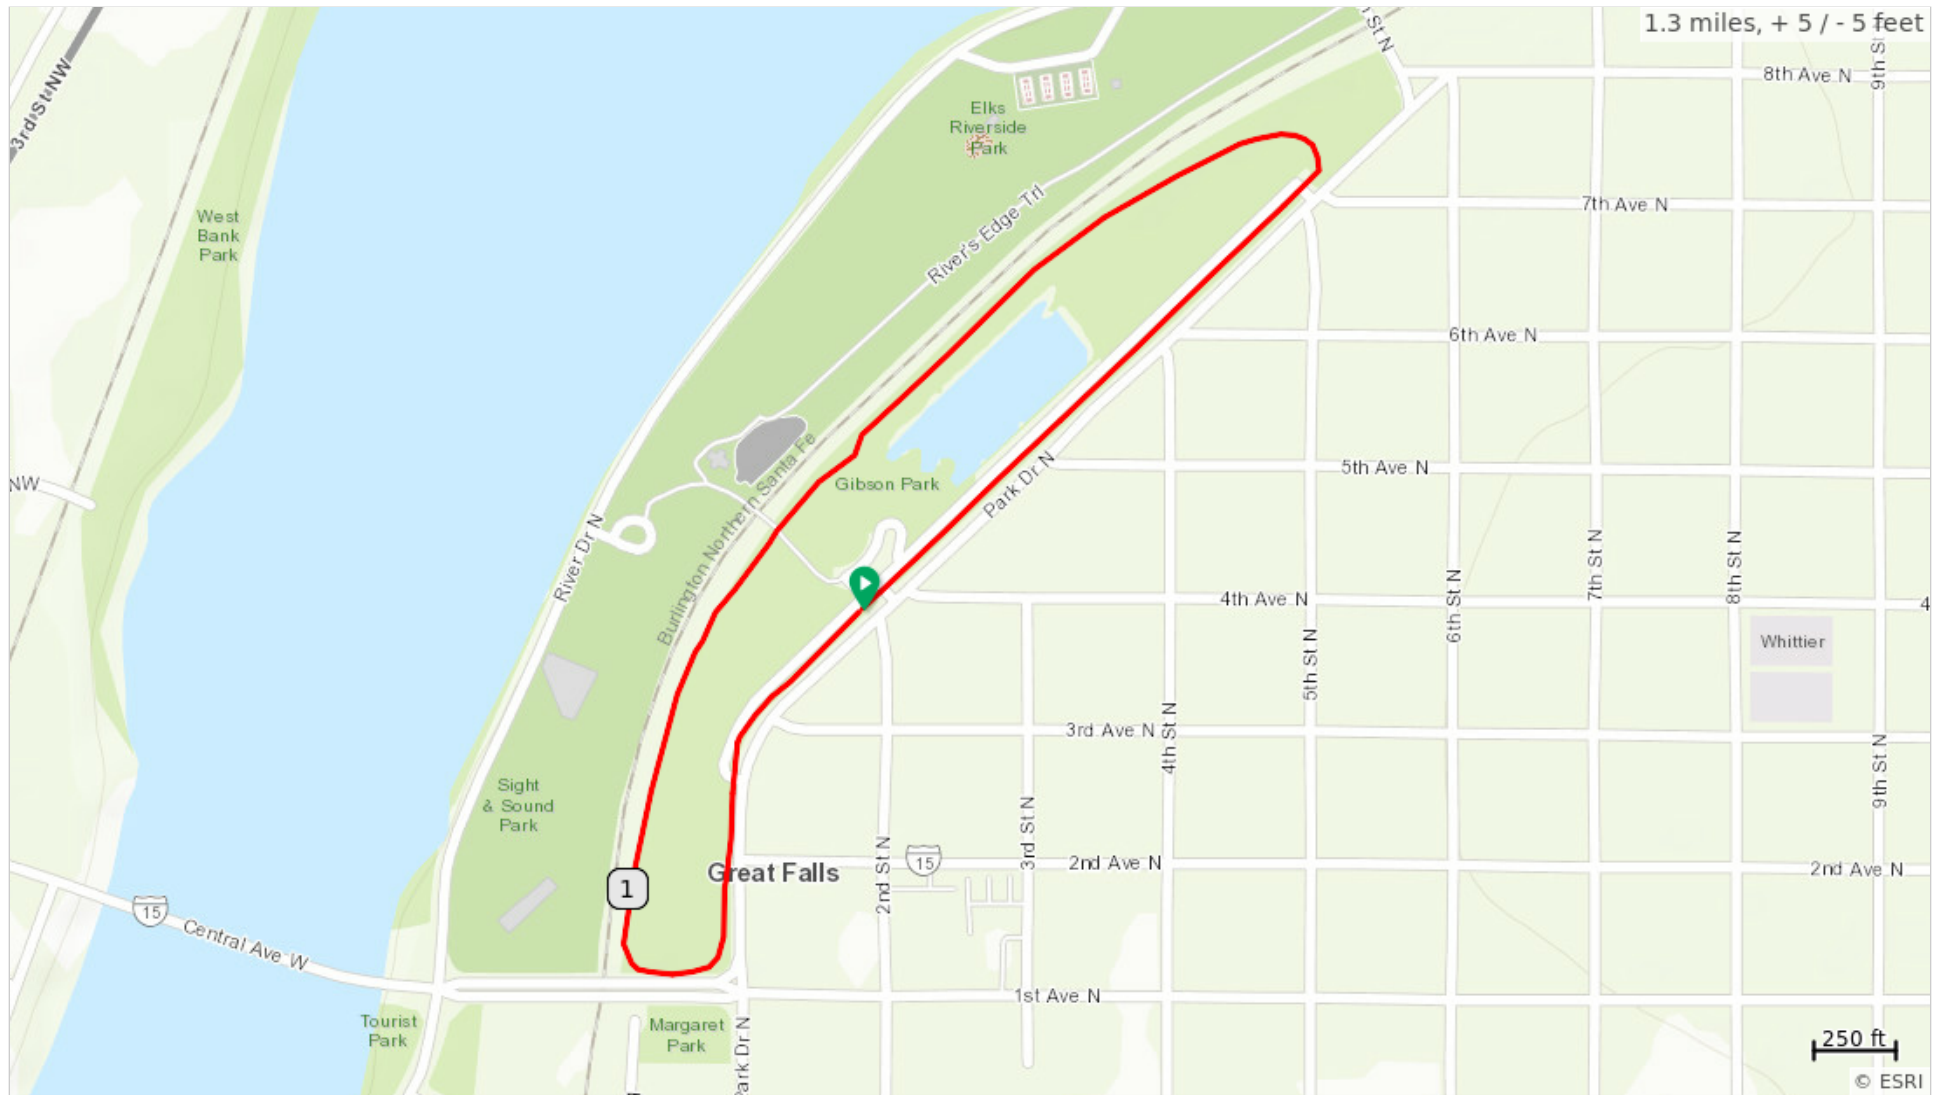 1.3 miles, + 5 / - 5 feet
3rd St NW
St N
9th St
8th Ave N
Elks
Riverside
Park
West
Bank
Park
River's Edge Trl
7th Ave N
6th Ave N
5th Ave N
Park Dr N
Gibson Park
Burlington Northern Santa Fe
NW
River Dr N
4th Ave N
4
5th St N
6th St N
7th St N
8th St N
Whittier
3rd Ave N
4th St N
9th St N
Sight
& Sound
Park
Great Falls
2nd St N
15
3rd St N
2nd Ave N
2nd Ave N
1
15
Central Ave W
1st Ave N
Tourist
Park
Margaret
Park
Park Dr N
250 ft
© ESRI